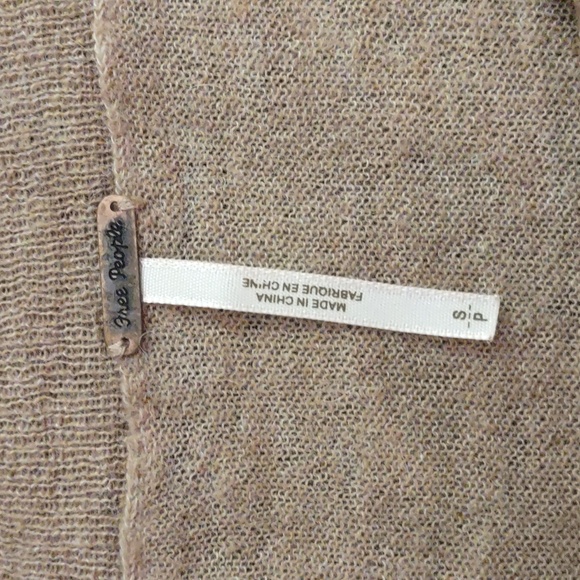 Free People
MADE IN CHINA
FABRIQUE EN CHINE
S
P